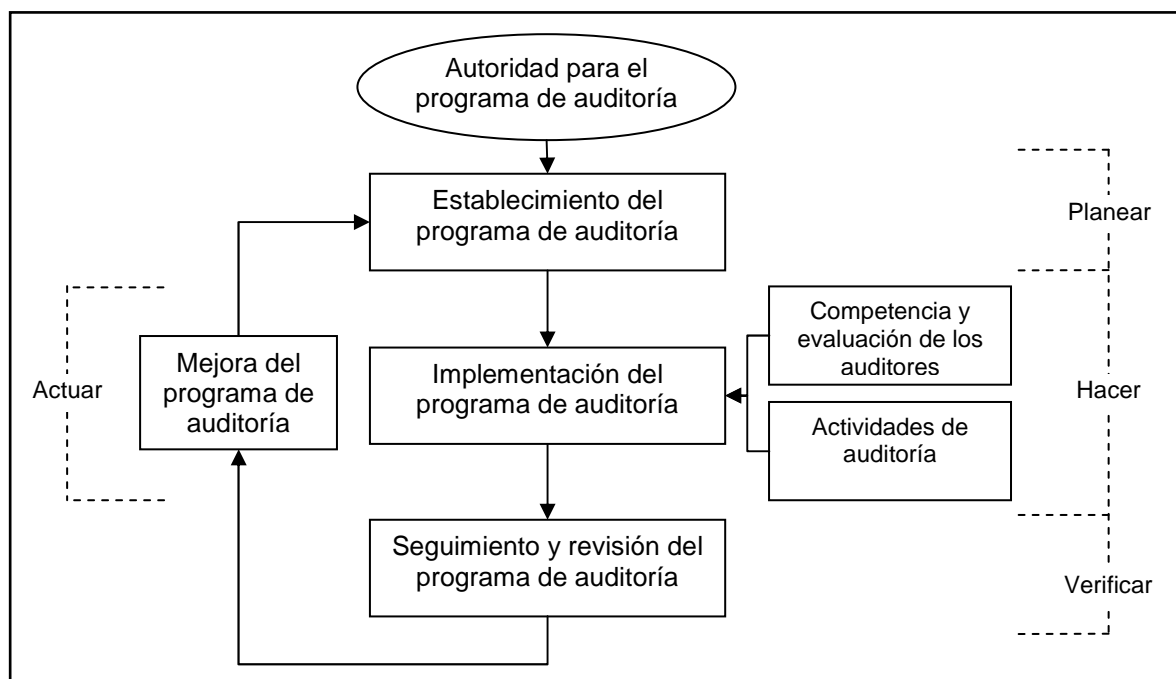 Autoridad para el
programa de auditoría
Establecimiento del
programa de auditoría
Planear
Competencia y
evaluación de los
auditores
Mejora del
programa de
auditoría
Actuar
Implementación del
programa de auditoría
Hacer
Actividades de
auditoría
Seguimiento y revisión del
programa de auditoría
Verificar